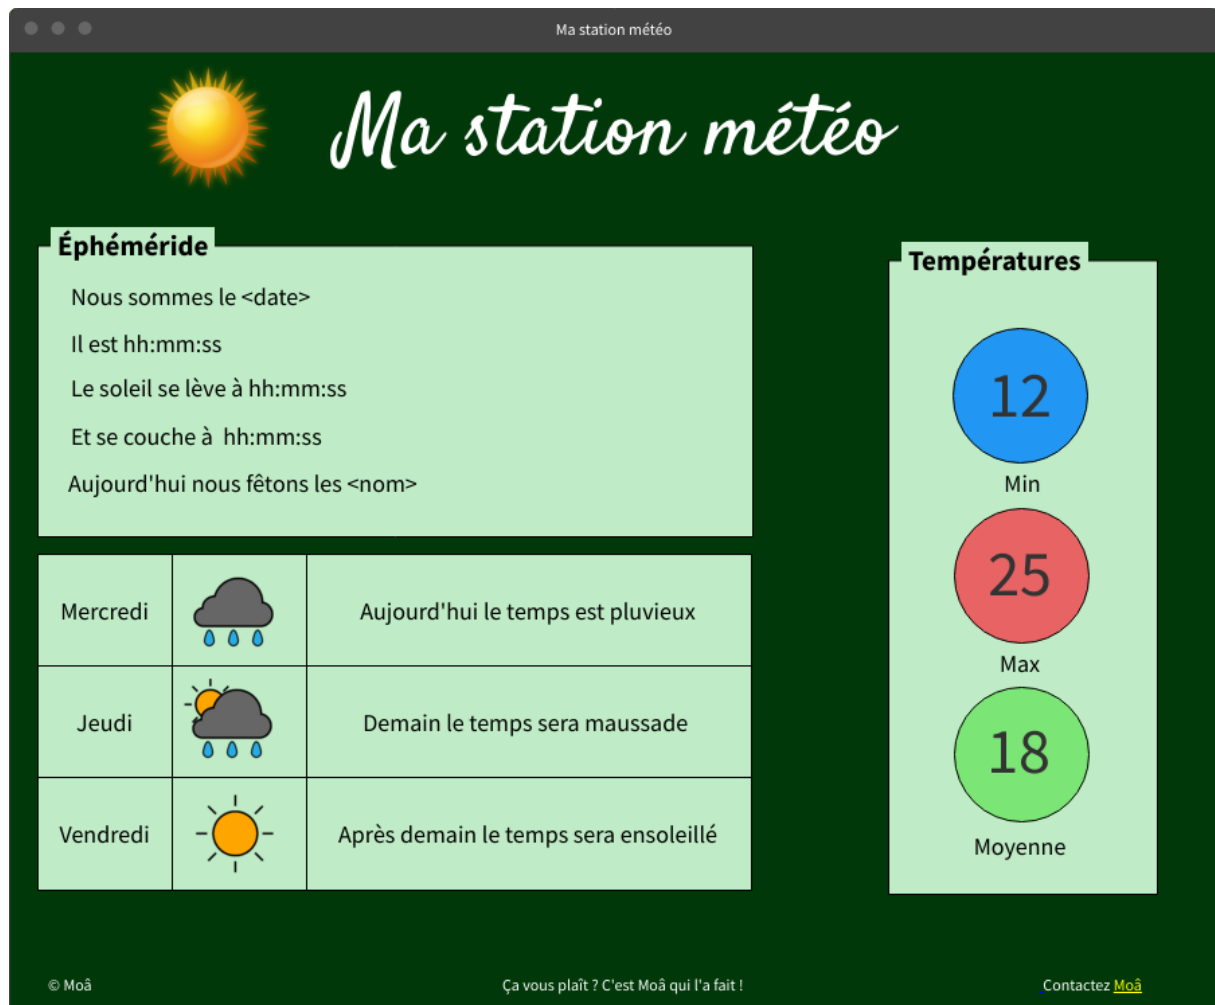 Ma station météo
Ma station météo
Éphéméride
Nous sommes le <date>
Il est hh:mm:ss
Le soleil se lève à hh:mm:ss
Et se couche à  hh:mm:ss
Aujourd'hui nous fêtons les <nom>
Mercredi
Aujourd'hui le temps est pluvieux
Jeudi
Demain le temps sera maussade
Vendredi
Après demain le temps sera ensoleillé
Températures
12
Min
25
Max
18
Moyenne
© Moâ
Ça vous plaît ? C'est Moâ qui l'a fait !
Contactez Moâ